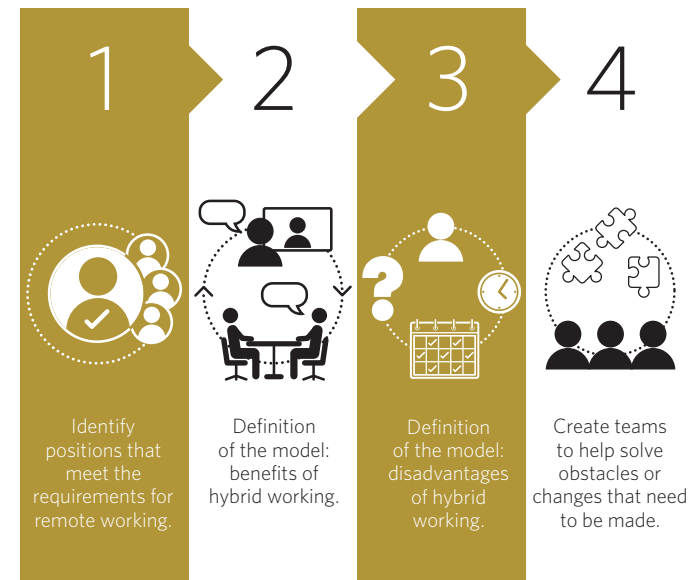 1
2
3
4
Identify
positions that
meet the
requirements for
remote working.
Definition
of the model:
benefits of
hybrid working.
Definition
of the model:
disadvantages
of hybrid
working.
Create teams
to help solve
obstacles or
changes that need
to be made.